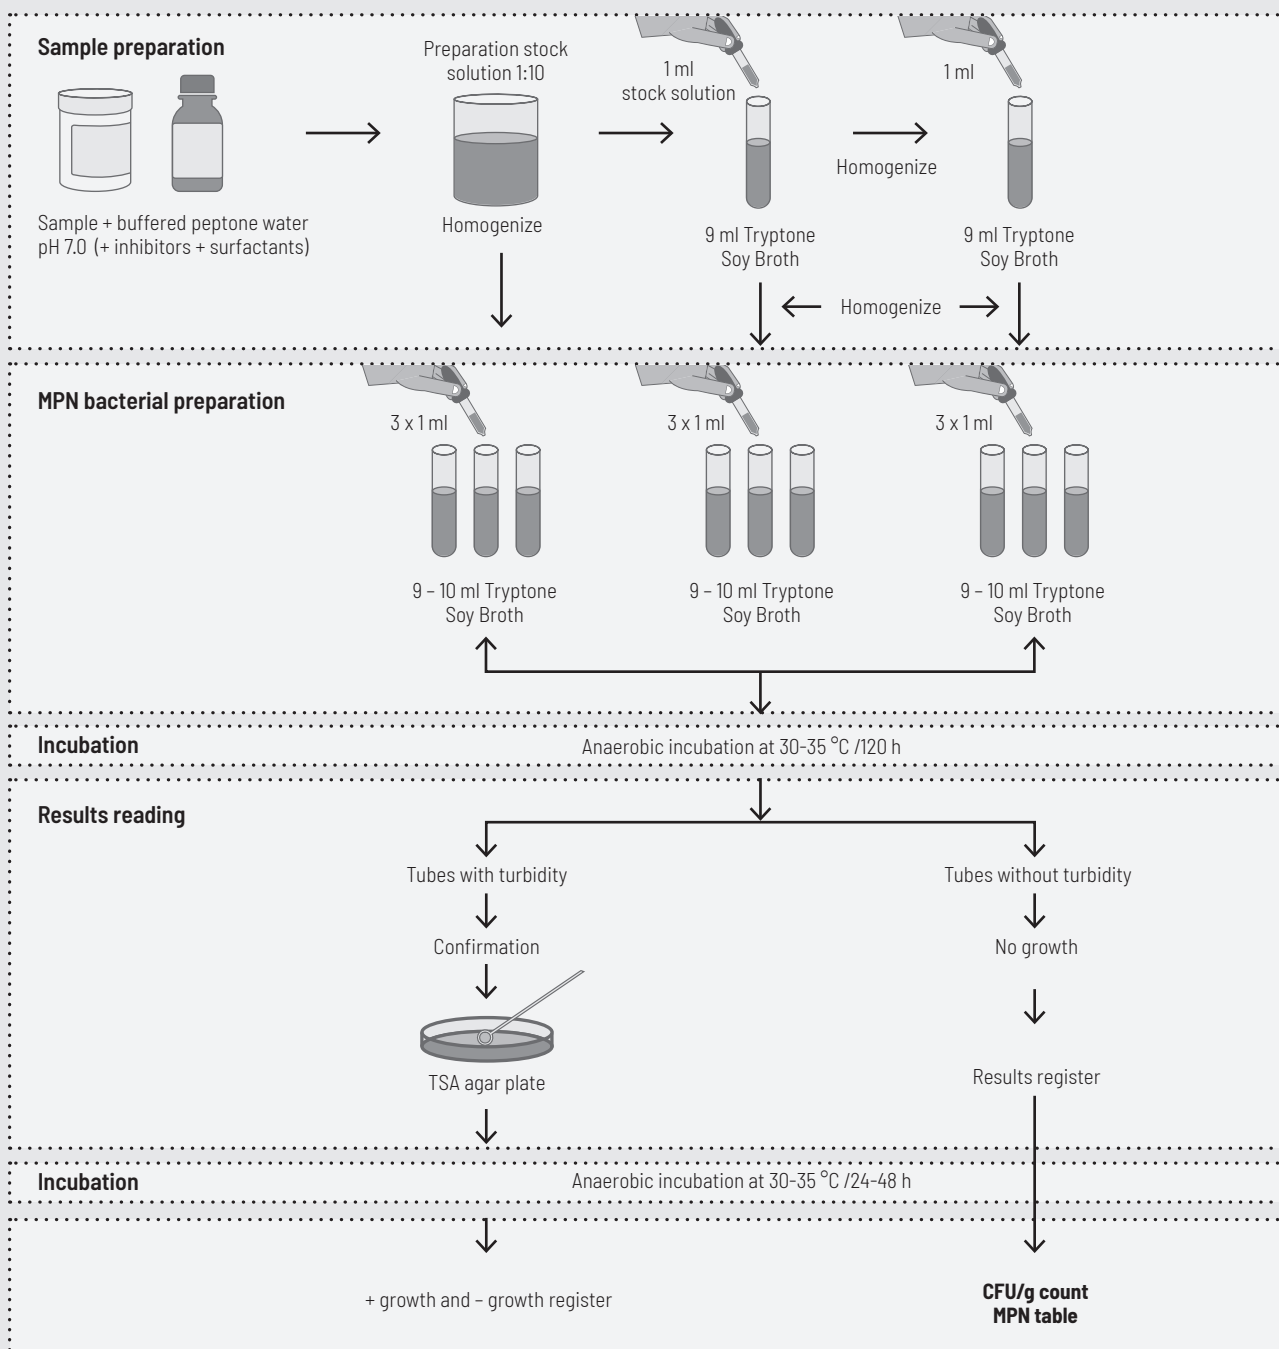 Sample preparation
Preparation stock
solution 1:10
1 ml
stock solution
1 ml
Homogenize
Sample + buffered peptone water
pH 7.0 (+ inhibitors + surfactants)
Homogenize
9 ml Tryptone
Soy Broth
9 ml Tryptone
Soy Broth
Homogenize
MPN bacterial preparation
3 x 1 ml
3 x 1 ml
3 x 1 ml
9 – 10 ml Tryptone
Soy Broth
9 – 10 ml Tryptone
Soy Broth
9 – 10 ml Tryptone
Soy Broth
Incubation
Anaerobic incubation at 30-35 °C /120 h
Results reading
Tubes with turbidity
Tubes without turbidity
Confirmation
No growth
TSA agar plate
Results register
Incubation
Anaerobic incubation at 30-35 °C /24-48 h
+ growth and – growth register
CFU/g count
MPN table